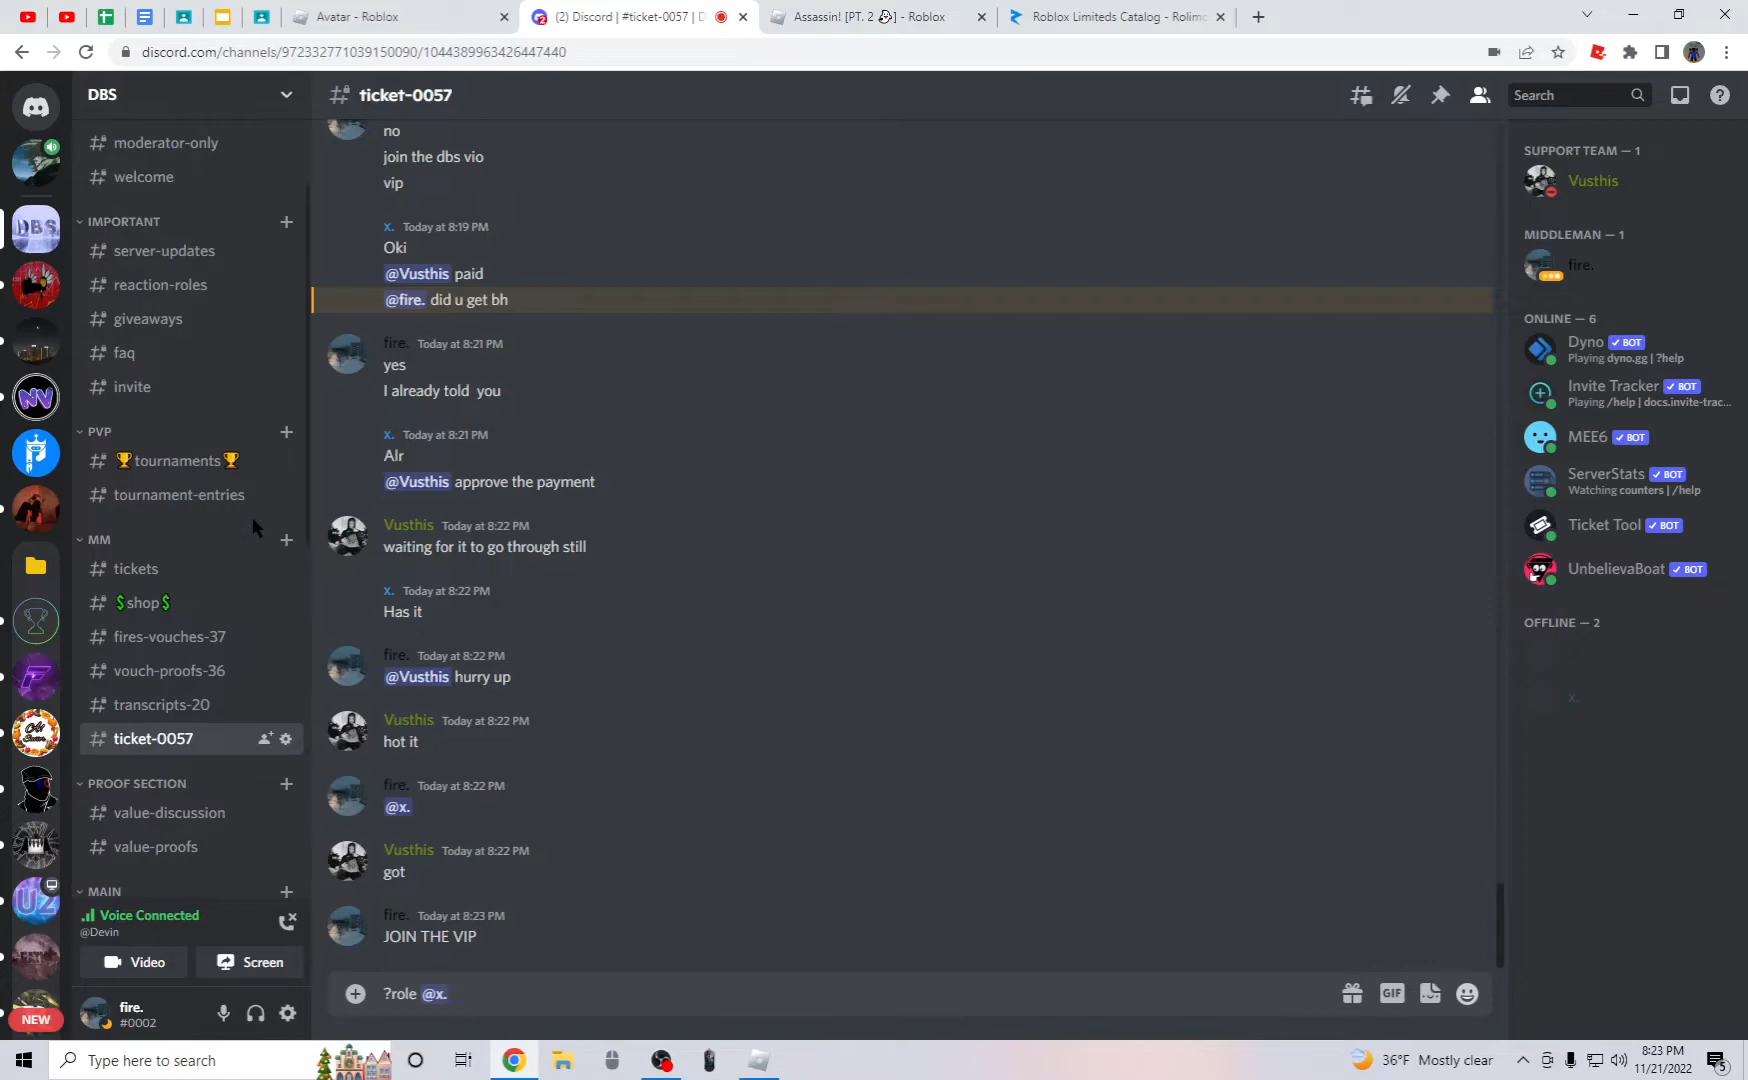 Avatar - Roblox
(2) Discord | #ticket-0057 | D
Assassin! [PT. 2 ] - Roblox
Roblox Limiteds Catalog - Rolimo
discord.com/channels/972332771039150090/1044389963426447440
DBS
ticket-0057
Search
moderator-only
welcome
IMPORTANT
server-updates
reaction-roles
giveaways
faq
invite
PVP
🏆tournaments🏆
tournament-entries
MM
tickets
$shop$
fires-vouches-37
vouch-proofs-36
transcripts-20
ticket-0057
PROOF SECTION
value-discussion
value-proofs
MAIN
Voice Connected
@Devin
Video
Screen
fire.
#0002
NEW
no
join the dbs vio
vip
x. Today at 8:19 PM
Oki
@Vusthis paid
@fire. did u get bh
fire. Today at 8:21 PM
yes
I already told you
x. Today at 8:21 PM
Alr
@Vusthis approve the payment
Vusthis Today at 8:22 PM
waiting for it to go through still
x. Today at 8:22 PM
Has it
fire. Today at 8:22 PM
@Vusthis hurry up
Vusthis Today at 8:22 PM
hot it
fire. Today at 8:22 PM
@x.
Vusthis Today at 8:22 PM
got
fire. Today at 8:23 PM
JOIN THE VIP
?role @x.
GIF
SUPPORT TEAM — 1
Vusthis
MIDDLEMAN — 1
fire.
ONLINE — 6
Dyno ✓ BOT
Playing dyno.gg | ?help
Invite Tracker ✓ BOT
Playing /help | docs.invite-trac...
MEE6 ✓ BOT
ServerStats ✓ BOT
Watching counters | /help
Ticket Tool ✓ BOT
UnbelievaBoat ✓ BOT
OFFLINE — 2
x.
Type here to search
36°F Mostly clear
8:23 PM
11/21/2022
5